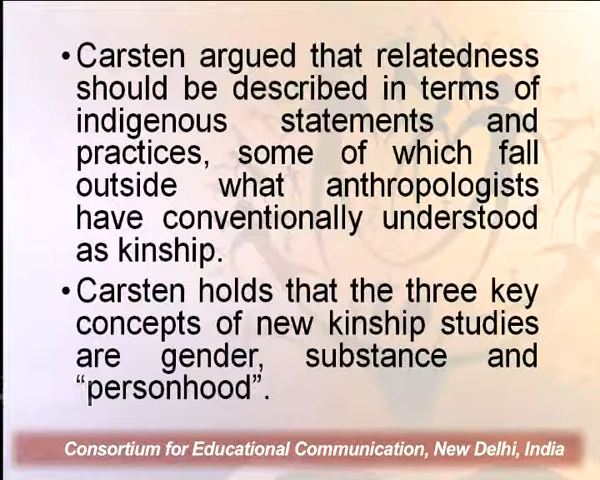 •Carsten argued that relatedness
should be described in terms of
indigenous statements and
practices, some of which fall
outside what anthropologists
have conventionally understood
as kinship.
•Carsten holds that the three key
concepts of new kinship studies
are gender, substance and
“personhood”.
Consortium for Educational Communication, New Delhi, India